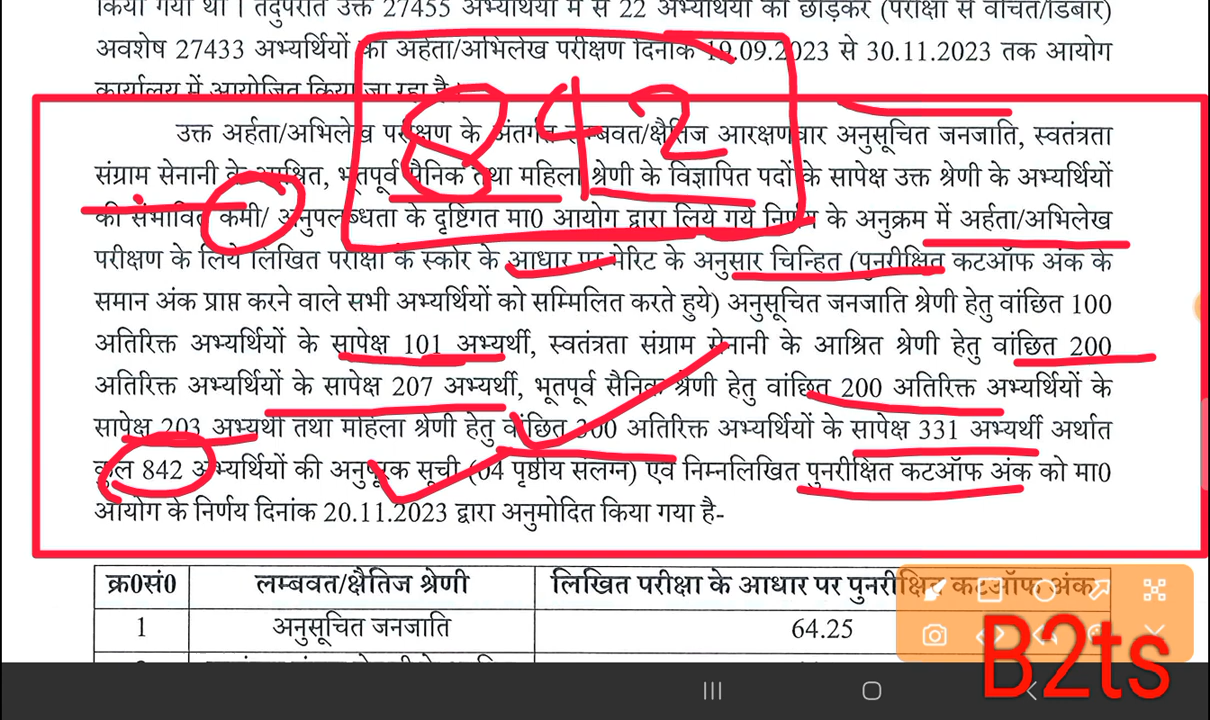 किया गया था । तदुपरांत उक्त 27455 अभ्यर्थियों में से 22 अभ्यर्थियों को छोड़कर (परीक्षा से वंचित/डिबार)
अवशेष 27433 अभ्यर्थियों का अर्हता/अभिलेख परीक्षण दिनांक 19.09.2023 से 30.11.2023 तक आयोग
कार्यालय में आयोजित किया जा रहा है।
842
उक्त अर्हता/अभिलेख परीक्षण के अंतर्गत लम्बवत/क्षैतिज आरक्षणवार अनुसूचित जनजाति, स्वतंत्रता
संग्राम सेनानी के आश्रित, भूतपूर्व सैनिक तथा महिला श्रेणी के विज्ञापित पदों के सापेक्ष उक्त श्रेणी के अभ्यर्थियों
की संभावित कमी/ अनुपलब्धता के दृष्टिगत मा0 आयोग द्वारा लिये गये निर्णय के अनुक्रम में अर्हता/अभिलेख
परीक्षण के लिये लिखित परीक्षा के स्कोर के आधार पर मेरिट के अनुसार चिन्हित (पुनरीक्षित कटऑफ अंक के
समान अंक प्राप्त करने वाले सभी अभ्यर्थियों को सम्मिलित करते हुये) अनुसूचित जनजाति श्रेणी हेतु वांछित 100
अतिरिक्त अभ्यर्थियों के सापेक्ष 101 अभ्यर्थी, स्वतंत्रता संग्राम सेनानी के आश्रित श्रेणी हेतु वांछित 200
अतिरिक्त अभ्यर्थियों के सापेक्ष 207 अभ्यर्थी, भूतपूर्व सैनिक श्रेणी हेतु वांछित 200 अतिरिक्त अभ्यर्थियों के
सापेक्ष 203 अभ्यर्थी तथा महिला श्रेणी हेतु वांछित 300 अतिरिक्त अभ्यर्थियों के सापेक्ष 331 अभ्यर्थी अर्थात
कुल 842 अभ्यर्थियों की अनुपूरक सूची (04 पृष्ठीय संलग्न) एवं निम्नलिखित पुनरीक्षित कटऑफ अंक को मा0
आयोग के निर्णय दिनांक 20.11.2023 द्वारा अनुमोदित किया गया है-
क्र0सं0 लम्बवत/क्षैतिज श्रेणी लिखित परीक्षा के आधार पर पुनरीक्षित कटऑफ अंक
1 अनुसूचित जनजाति 64.25
B2ts